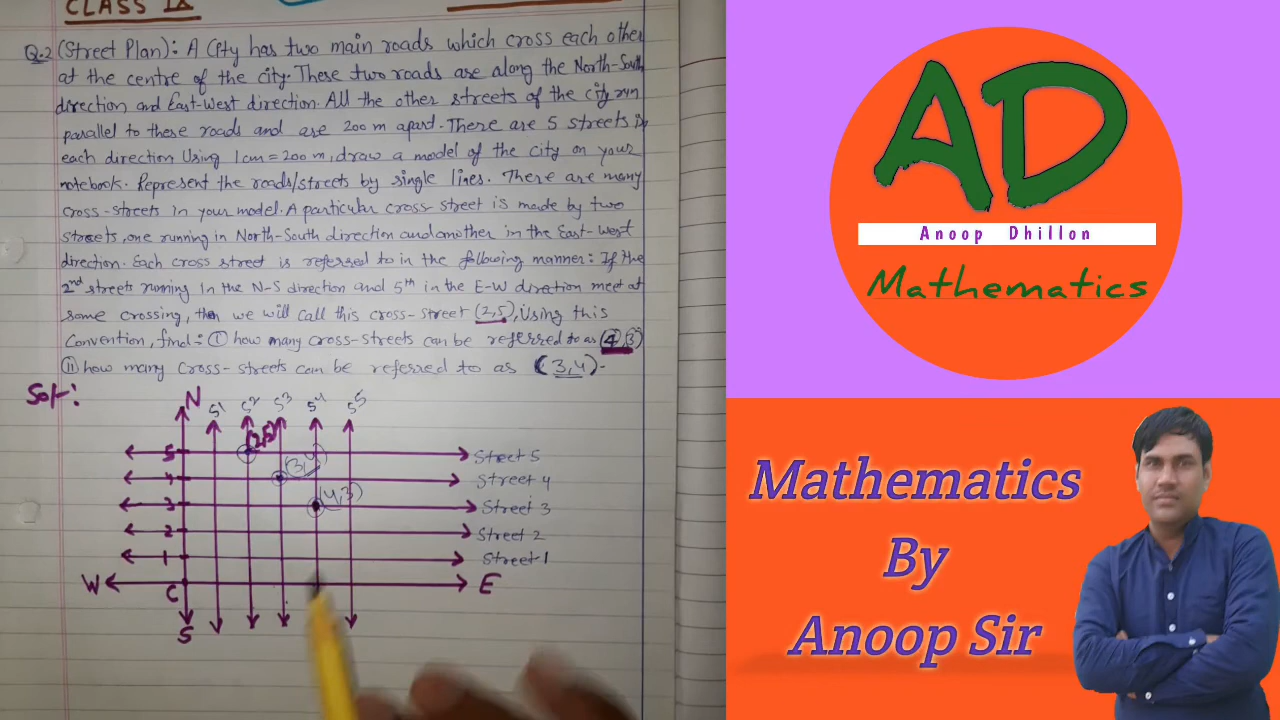 CLASS IX
Q.2 (Street Plan): A City has two main roads which cross each other
at the centre of the city. These two roads are along the North-South
direction and East-West direction. All the other streets of the city run
parallel to these roads and are 200 m apart. There are 5 streets in
each direction Using 1cm = 200 m, draw a model of the city on your
notebook. Represent the roads/streets by single lines. There are many
cross-streets in your model. A particular cross street is made by two
streets, one running in North-South direction and another in the East-West
direction. Each cross street is referred to in the following manner: If the
2nd streets running in the N-S direction and 5th in the E-W direction meet at
some crossing, then we will call this cross-street (2,5), Using this
Convention, find: (i) how many cross-streets can be referred to as (4,3)
(ii) how many cross-streets can be referred to as (3,4).
Sol:
N
S1 S2 S3 S4 S5
5 (2,5) Street 5
4 (3,4) Street 4
3 (4,3) Street 3
2 Street 2
1 Street 1
W C E
S
AD
Anoop Dhillon
Mathematics
Mathematics
By
Anoop Sir